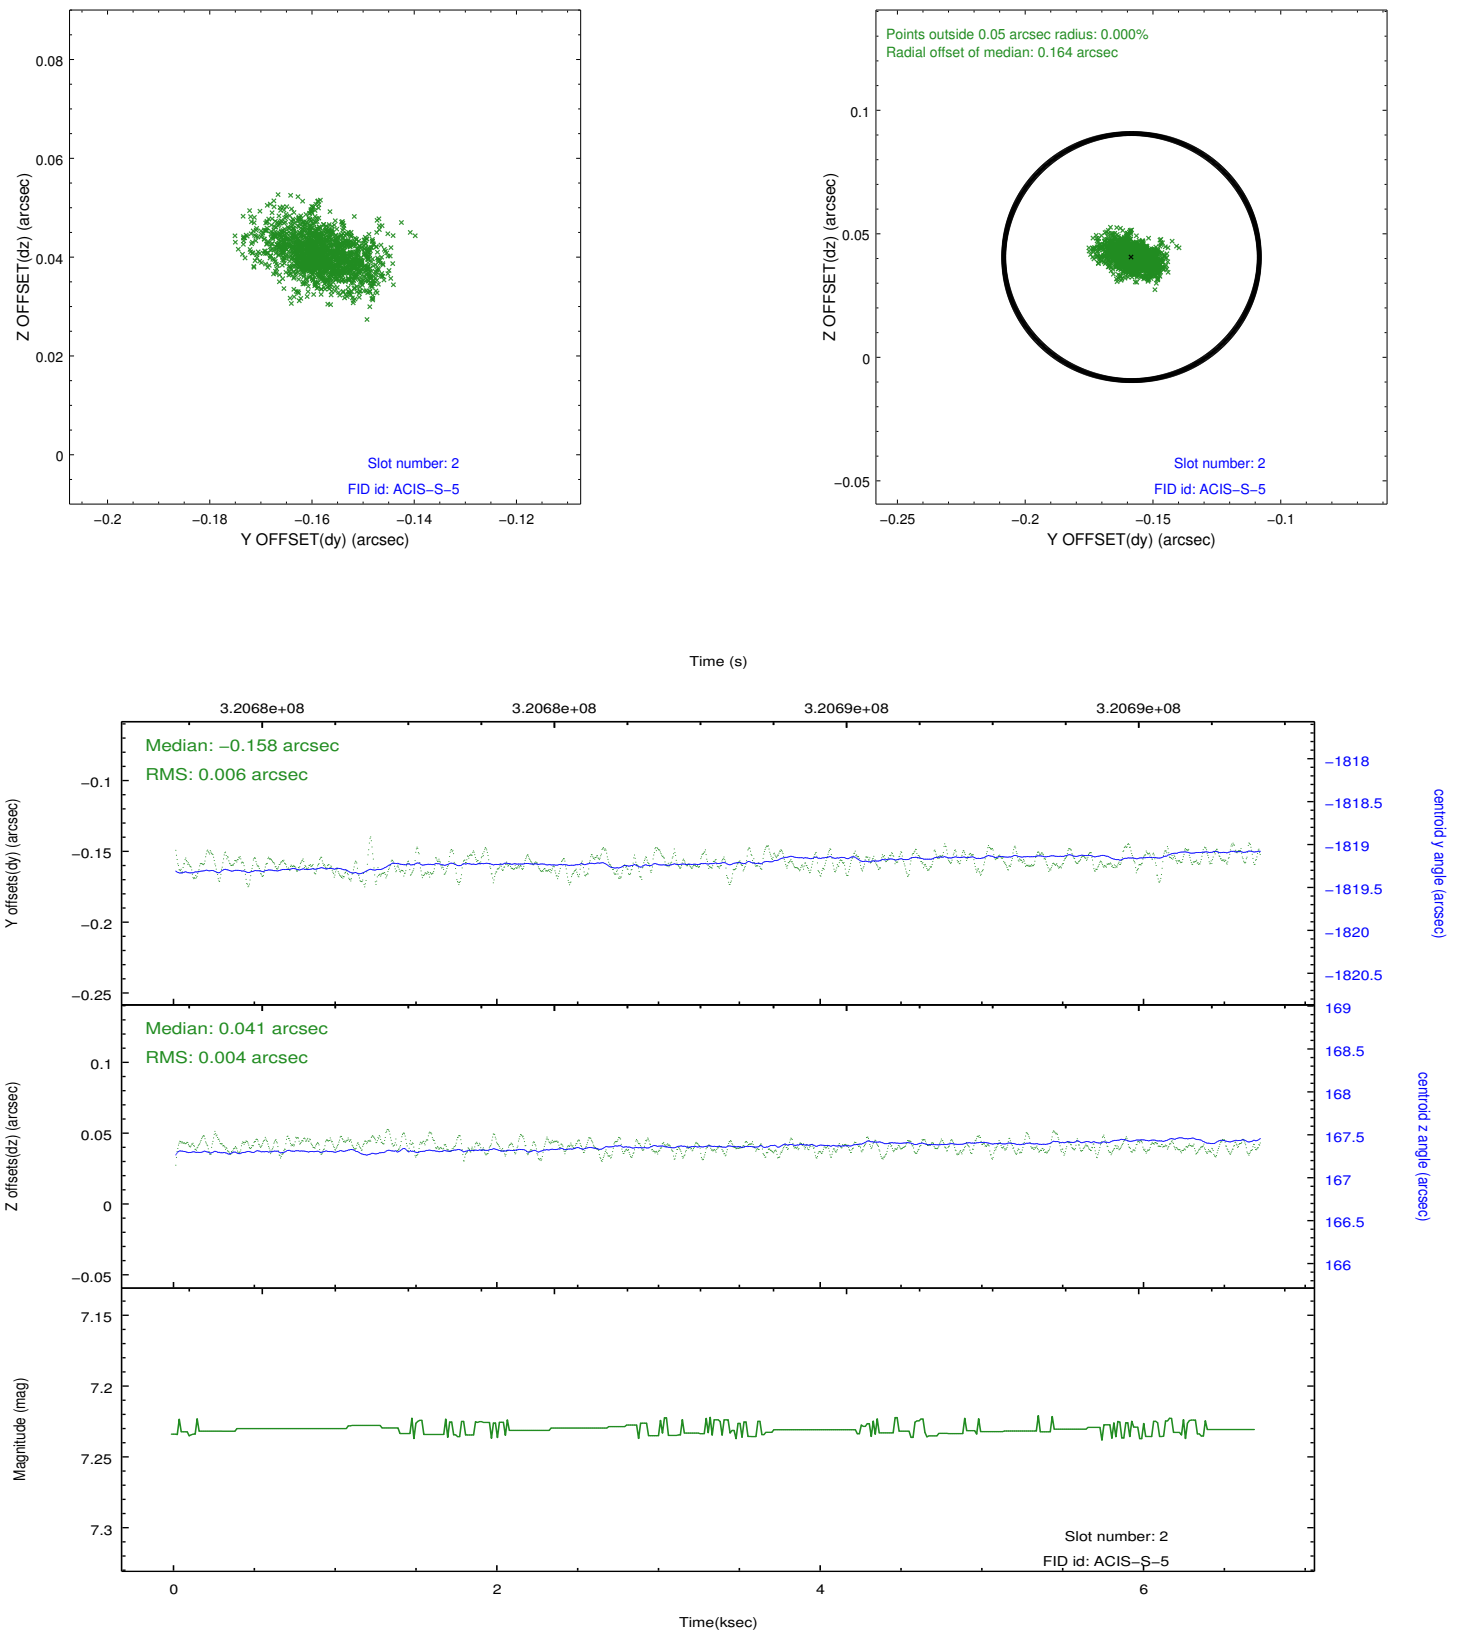 0.08
0.06
0.04
0.02
0
Z OFFSET(dz) (arcsec)
Slot number: 2
FID id: ACIS−S−5
−0.2 −0.18 −0.16 −0.14 −0.12
Y OFFSET(dy) (arcsec)
Points outside 0.05 arcsec radius: 0.000%
Radial offset of median: 0.164 arcsec
0.1
0.05
0
−0.05
Z OFFSET(dz) (arcsec)
Slot number: 2
FID id: ACIS−S−5
−0.25 −0.2 −0.15 −0.1
Y OFFSET(dy) (arcsec)
Time (s)
3.2068e+08 3.2068e+08 3.2069e+08 3.2069e+08
Median: −0.158 arcsec
RMS: 0.006 arcsec
−0.1
−0.15
−0.2
−0.25
Y offsets(dy) (arcsec)
−1818
−1818.5
−1819
−1819.5
−1820
−1820.5
centroid y angle (arcsec)
Median: 0.041 arcsec
RMS: 0.004 arcsec
0.1
0.05
0
−0.05
Z offsets(dz) (arcsec)
169
168.5
168
167.5
167
166.5
166
centroid z angle (arcsec)
7.15
7.2
7.25
7.3
Magnitude (mag)
Slot number: 2
FID id: ACIS−S−5
0 2 4 6
Time(ksec)